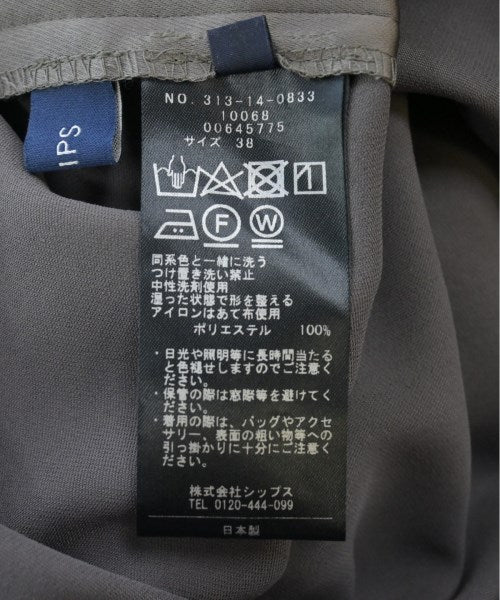 NO. 313-14-0833
10068
00645775
サイズ 38
IPS
F W
同系色と一緒に洗う
つけ置き洗い禁止
中性洗剤使用
湿った状態で形を整える
アイロンはあて布使用
ポリエステル 100%
・日光や照明等に長時間当たる
と色褪せしますのでご注意く
ださい。
・保管の際は窓際等を避けてく
ださい。
・着用の際は、バッグやアクセ
サリー、表面の粗い物等への
引っ掛かりに十分にご注意く
ださい。
株式会社シップス
TEL 0120-444-099
日本製